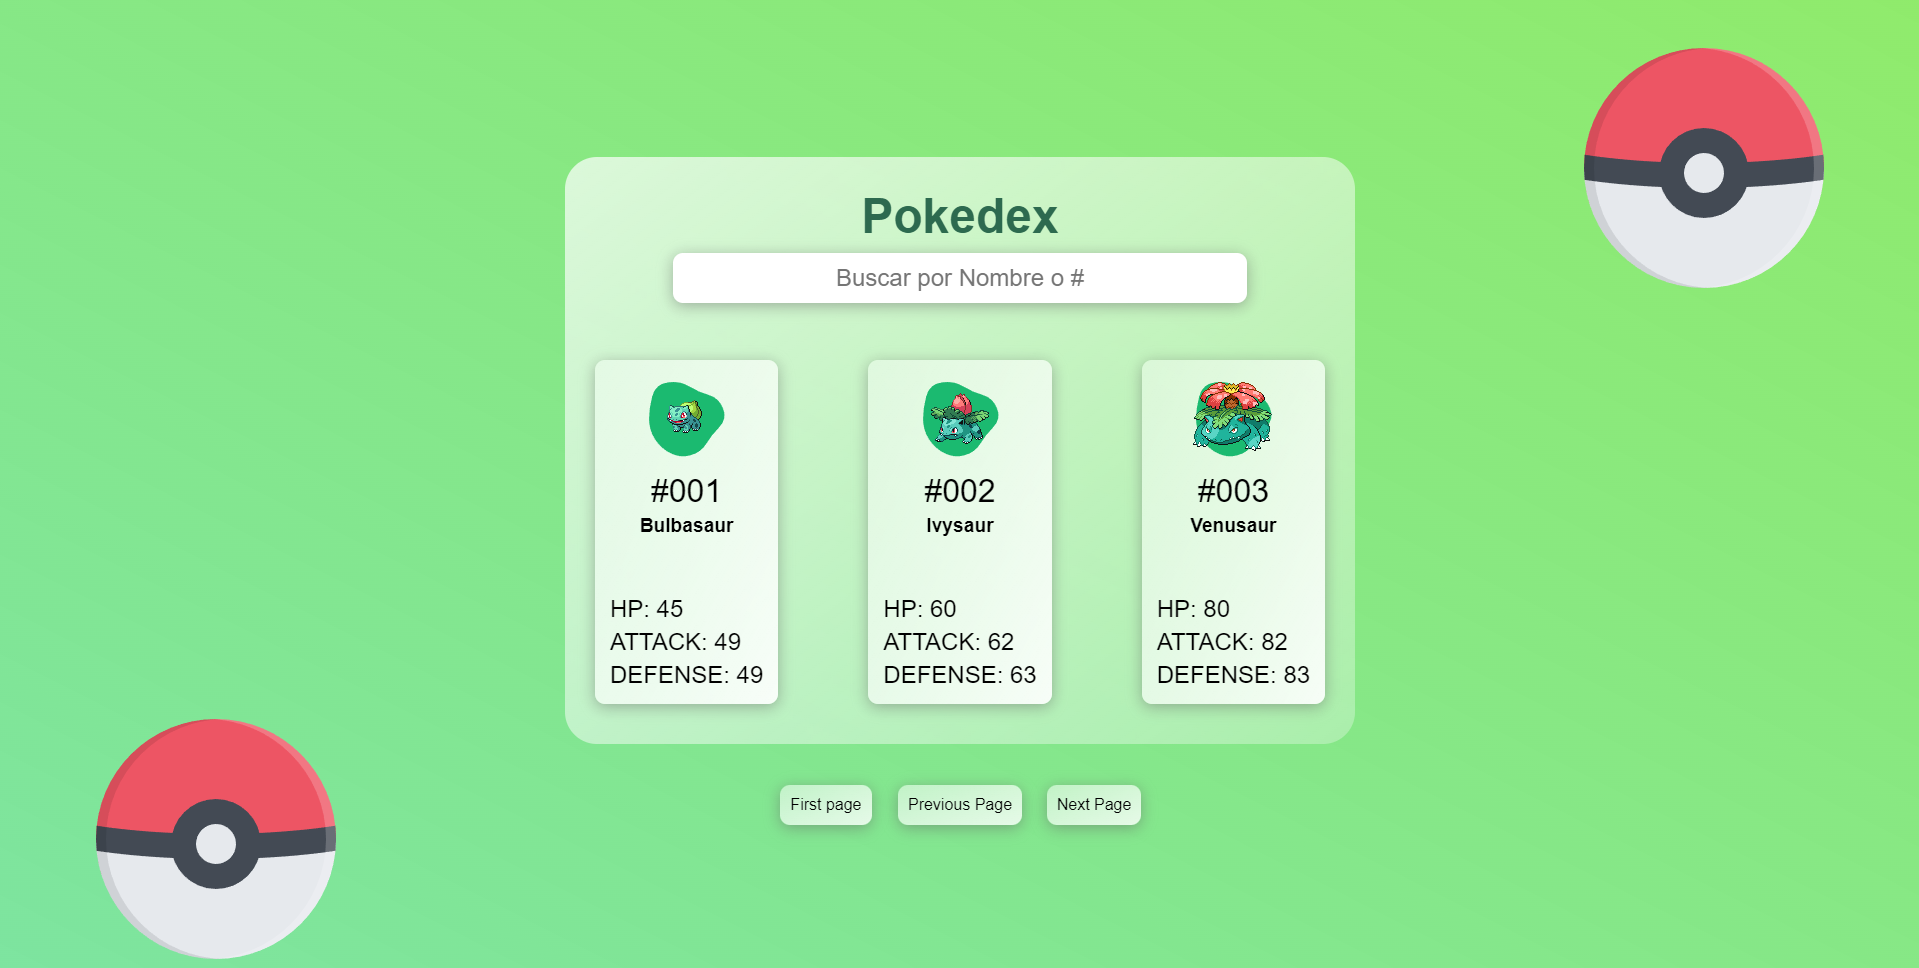 Pokedex
Buscar por Nombre o #
#001
Bulbasaur
HP: 45
ATTACK: 49
DEFENSE: 49
#002
Ivysaur
HP: 60
ATTACK: 62
DEFENSE: 63
#003
Venusaur
HP: 80
ATTACK: 82
DEFENSE: 83
First page
Previous Page
Next Page